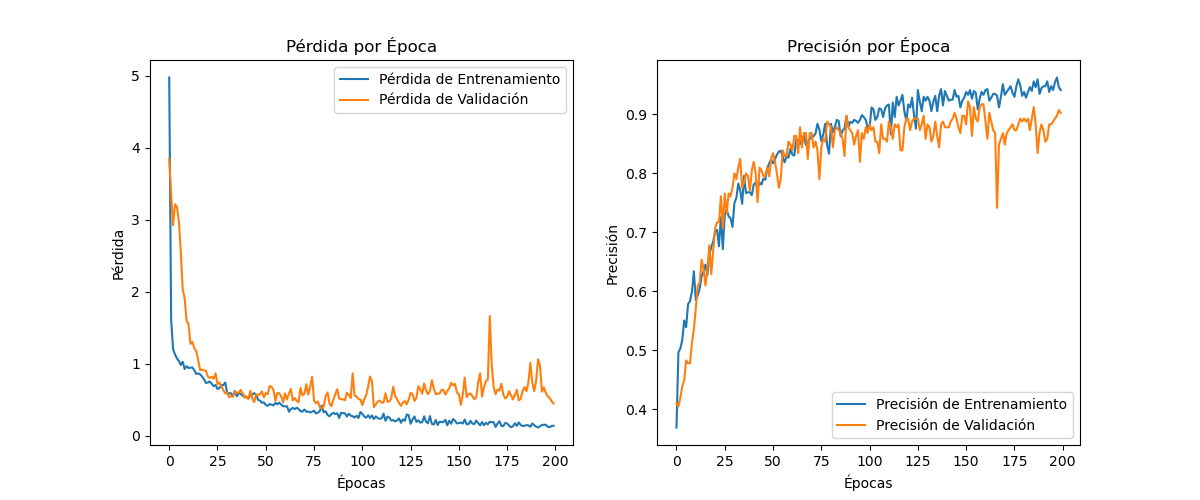 Pérdida por Época
Pérdida de Entrenamiento
Pérdida de Validación
Pérdida
5
4
3
2
1
0
0 25 50 75 100 125 150 175 200
Épocas
Precisión por Época
Precisión
0.9
0.8
0.7
0.6
0.5
0.4
Precisión de Entrenamiento
Precisión de Validación
0 25 50 75 100 125 150 175 200
Épocas